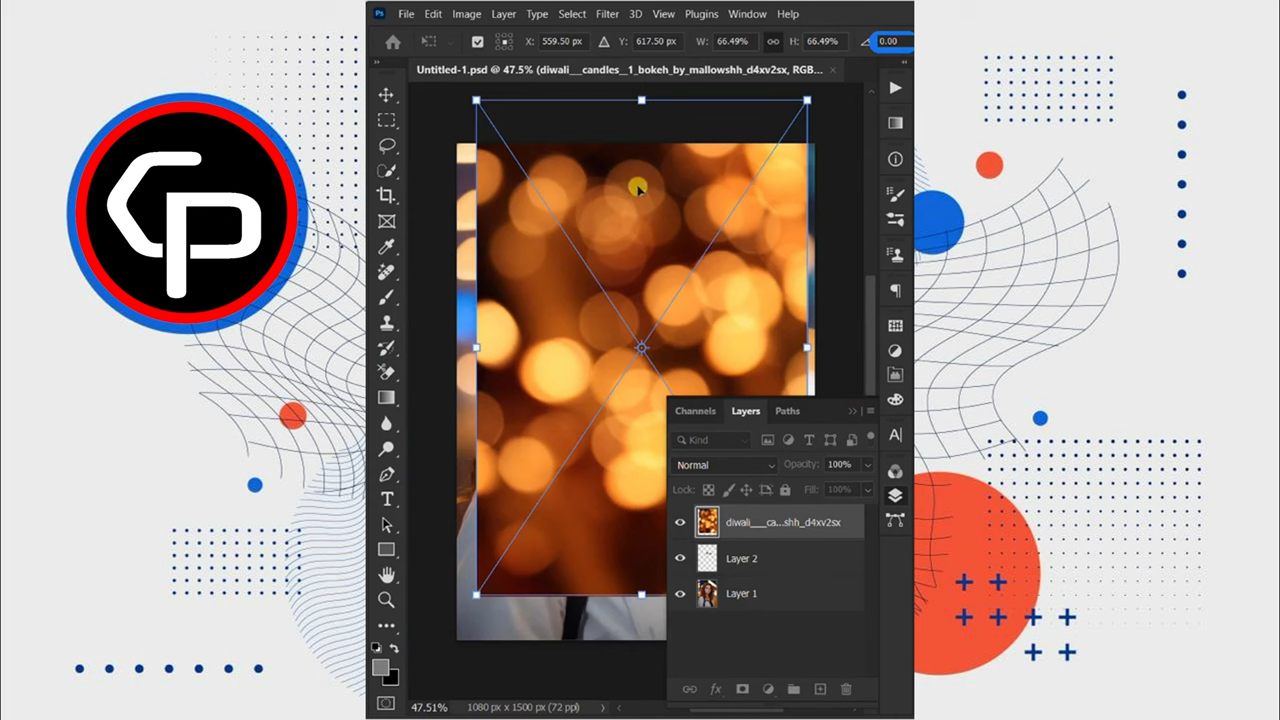 Ps File Edit Image Layer Type Select Filter 3D View Plugins Window Help
X: 559.50 px Y: 617.50 px W: 66.49% H: 66.49% 0.00
Untitled-1.psd @ 47.5% (diwali__candles__1_bokeh_by_mallowshh_d4xv2sx, RGB...
CP
Channels Layers Paths
Kind
Normal Opacity: 100%
Lock: Fill: 100%
diwali___ca...shh_d4xv2sx
Layer 2
Layer 1
47.51% 1080 px x 1500 px (72 ppi)